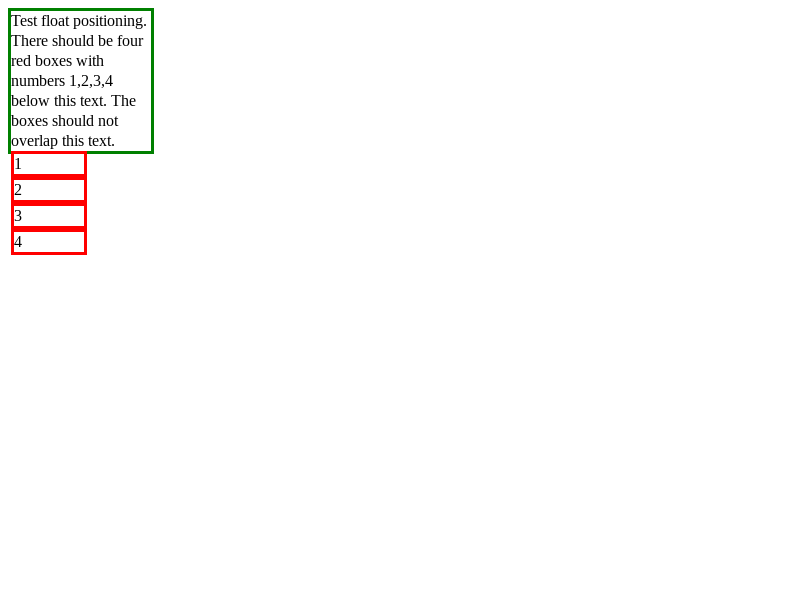 Test float positioning.
There should be four
red boxes with
numbers 1,2,3,4
below this text. The
boxes should not
overlap this text.
1
2
3
4